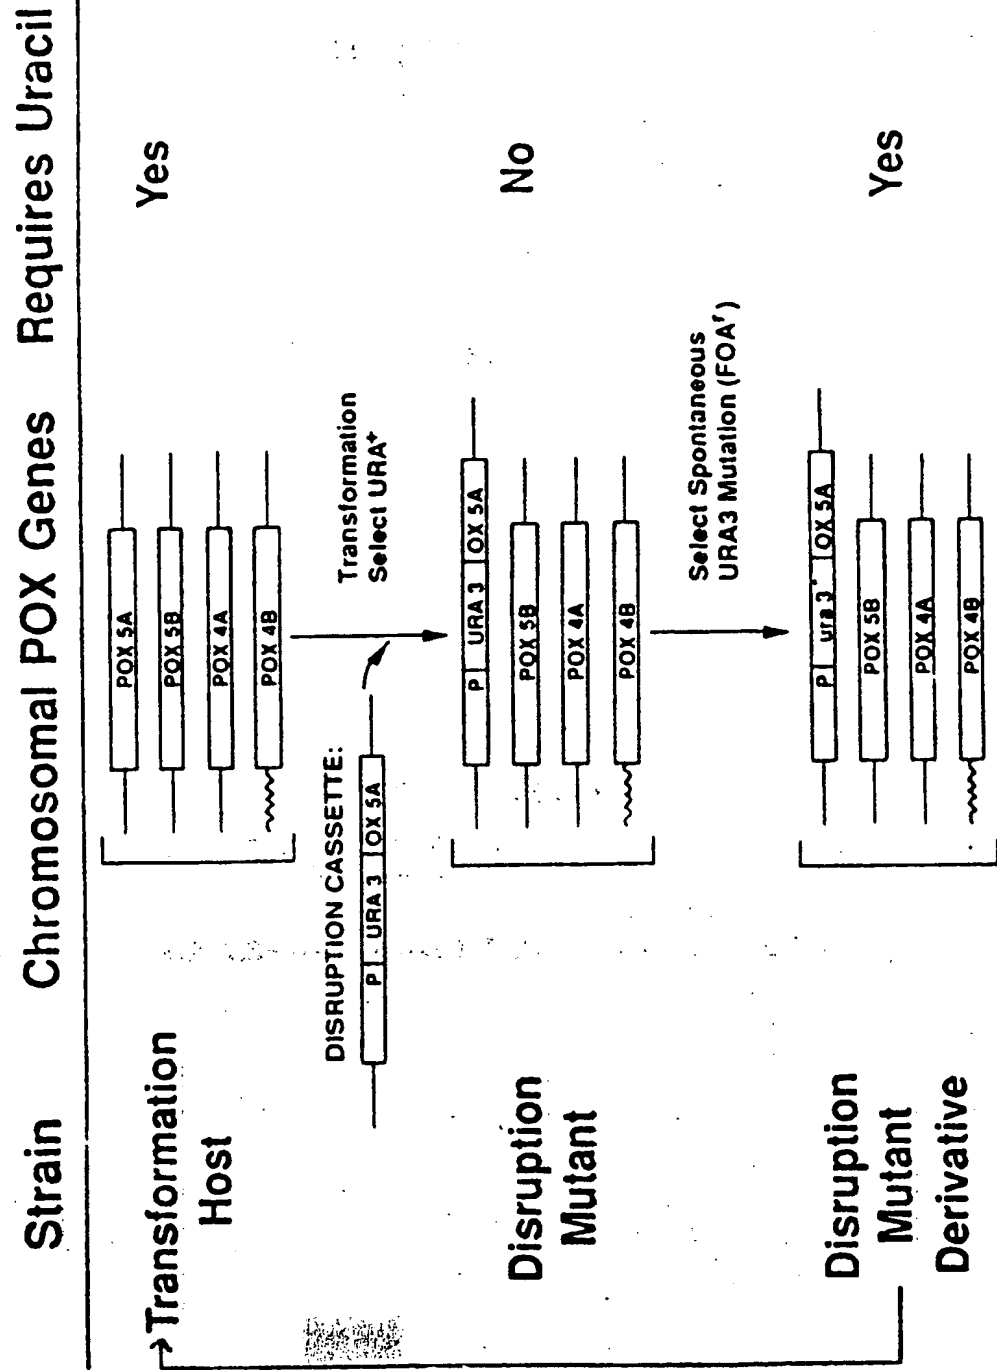 Strain Chromosomal POX Genes Requires Uracil
Transformation
Host
POX 5A
POX 5B
POX 4A
POX 4B
Yes
DISRUPTION CASSETTE:
P URA 3 OX 5A
Transformation
Select URA+
Disruption
Mutant
P URA 3 OX 5A
POX 5B
POX 4A
POX 4B
No
Select Spontaneous
URA3 Mutation (FOAʳ)
Disruption
Mutant
Derivative
P ura 3 OX 5A
POX 5B
POX 4A
POX 4B
Yes